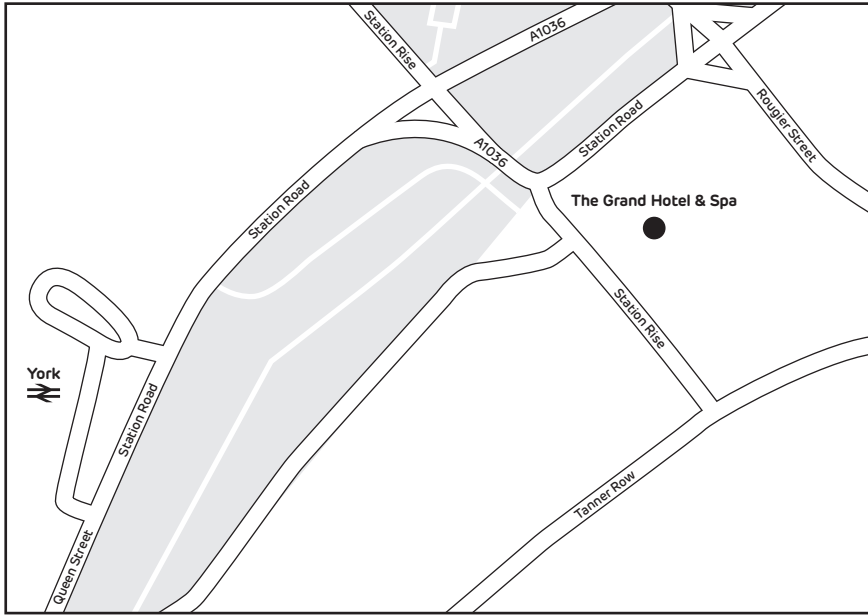 Station Rise
A1036
A1036
Station Road
Rougier Street
Station Road
The Grand Hotel & Spa
Station Rise
York
Station Road
Tanner Row
Queen Street